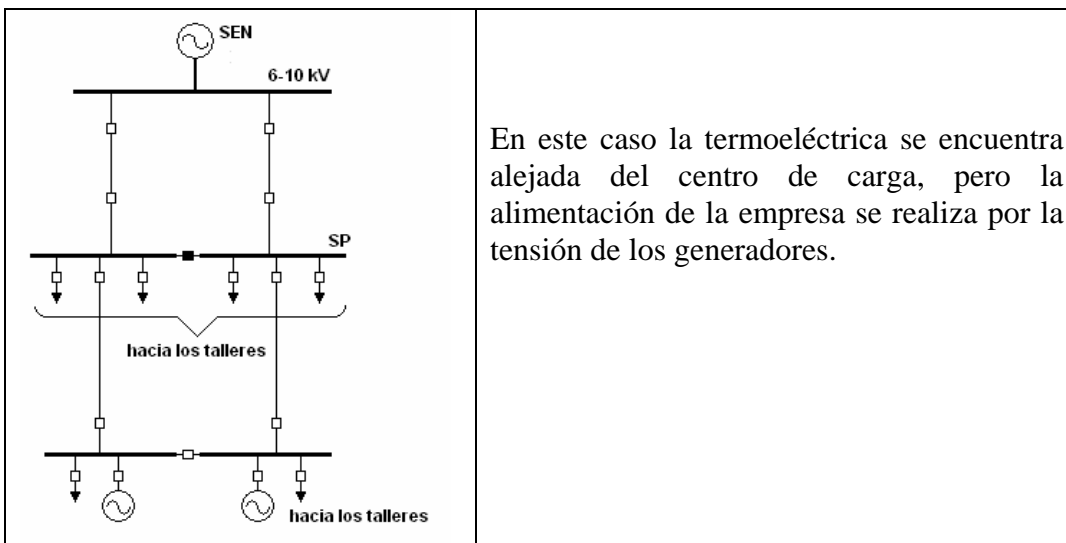 SEN
6-10 kV
SP
hacia los talleres
hacia los talleres
En este caso la termoeléctrica se encuentra
alejada del centro de carga, pero la
alimentación de la empresa se realiza por la
tensión de los generadores.